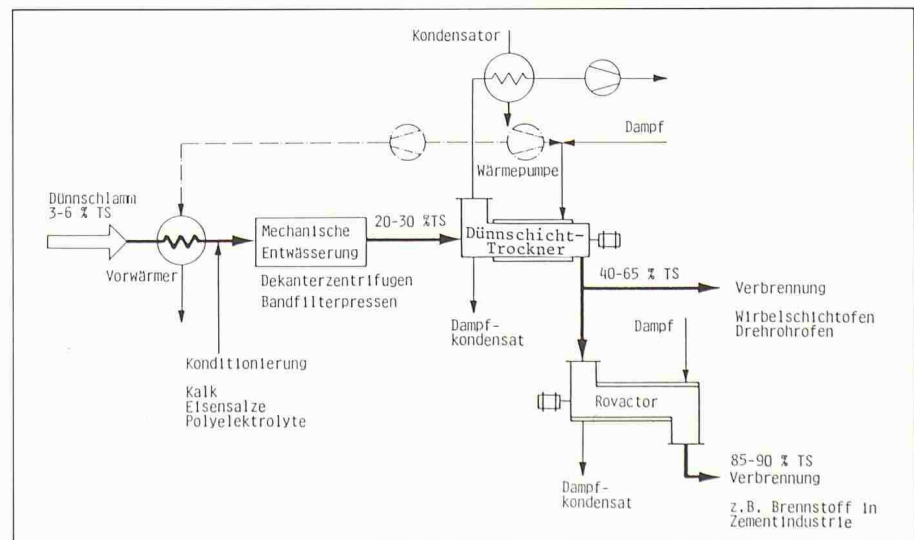 Kondensator
Dampf
Wärmepumpe
Dünnschlamm
3-6 % TS
Vorwärmer
Mechanische
Entwässerung
20-30 %TS
Dünnschicht-
Trockner
Dekanterzentrifugen
Bandfilterpressen
40-65 % TS
Verbrennung
Wirbelschichtofen
Drehrohrofen
Dampf-
kondensat
Dampf
Konditionierung
Kalk
Eisensalze
Polyelektrolyte
Rovactor
Dampf-
kondensat
85-90 % TS
Verbrennung
z.B. Brennstoff in
Zementindustrie